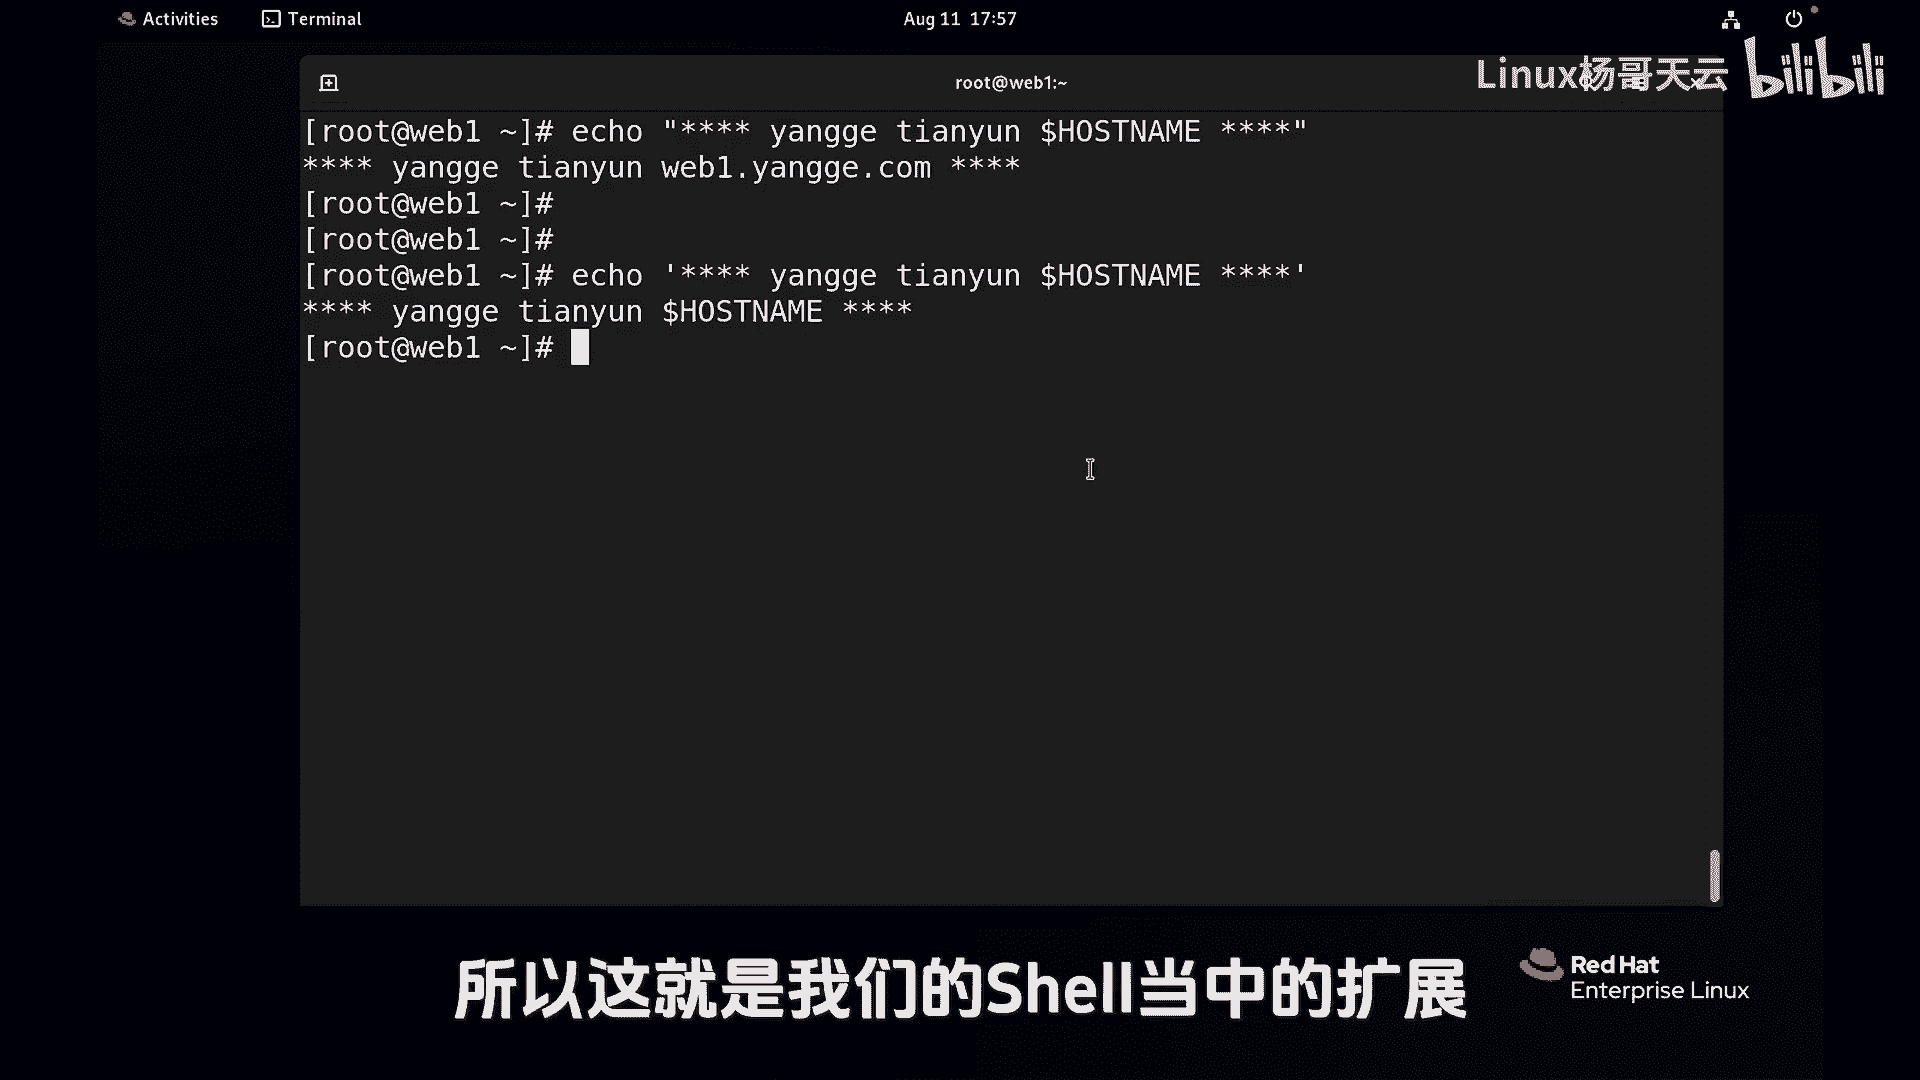 Activities Terminal Aug 11 17:57
root@web1:~
Linux杨哥天云 bilibili
[root@web1 ~]# echo "**** yangge tianyun $HOSTNAME ****"
**** yangge tianyun web1.yangge.com ****
[root@web1 ~]#
[root@web1 ~]#
[root@web1 ~]# echo '**** yangge tianyun $HOSTNAME ****'
**** yangge tianyun $HOSTNAME ****
[root@web1 ~]#
所以这就是我们的Shell当中的扩展
Red Hat
Enterprise Linux